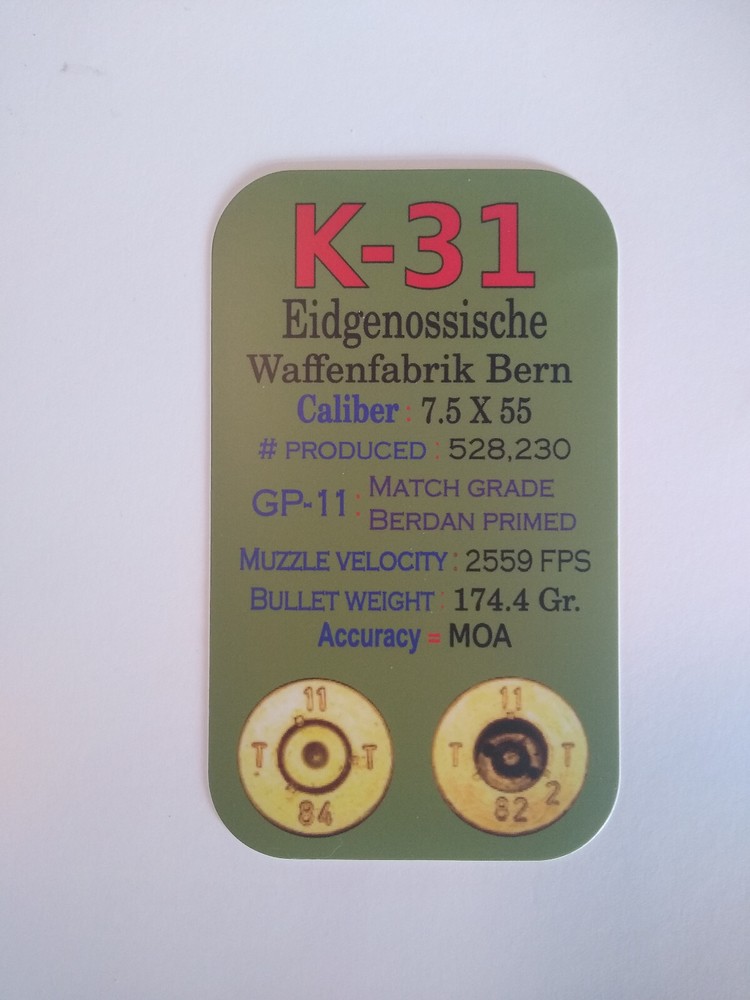 K-31
Eidgenossische
Waffenfabrik Bern
Caliber : 7.5 X 55
# PRODUCED : 528,230
GP-11 : MATCH GRADE
BERDAN PRIMED
MUZZLE VELOCITY : 2559 FPS
BULLET WEIGHT : 174.4 Gr.
Accuracy = MOA
11
T T
84
11
T T
82 2